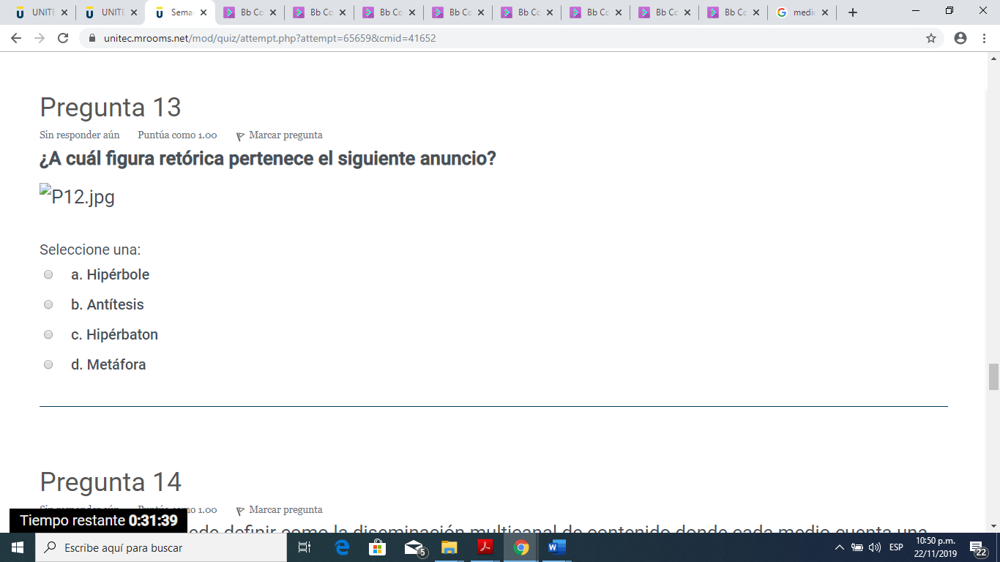 UNITE
UNITE
Sema
Bb Co
Bb Co
Bb Co
Bb Co
Bb Co
Bb Co
Bb Co
Bb Co
medic
unitec.mrooms.net/mod/quiz/attempt.php?attempt=65659&cmid=41652
Pregunta 13
Sin responder aún Puntúa como 1.00 Marcar pregunta
¿A cuál figura retórica pertenece el siguiente anuncio?
P12.jpg
Seleccione una:
a. Hipérbole
b. Antítesis
c. Hipérbaton
d. Metáfora
Pregunta 14
Sin responder aún Puntúa como 1.00 Marcar pregunta
Tiempo restante 0:31:39
definir como la diseminación multicanal de contenido donde cada medio cuenta una
Escribe aquí para buscar
5
ESP
10:50 p.m.
22/11/2019
22